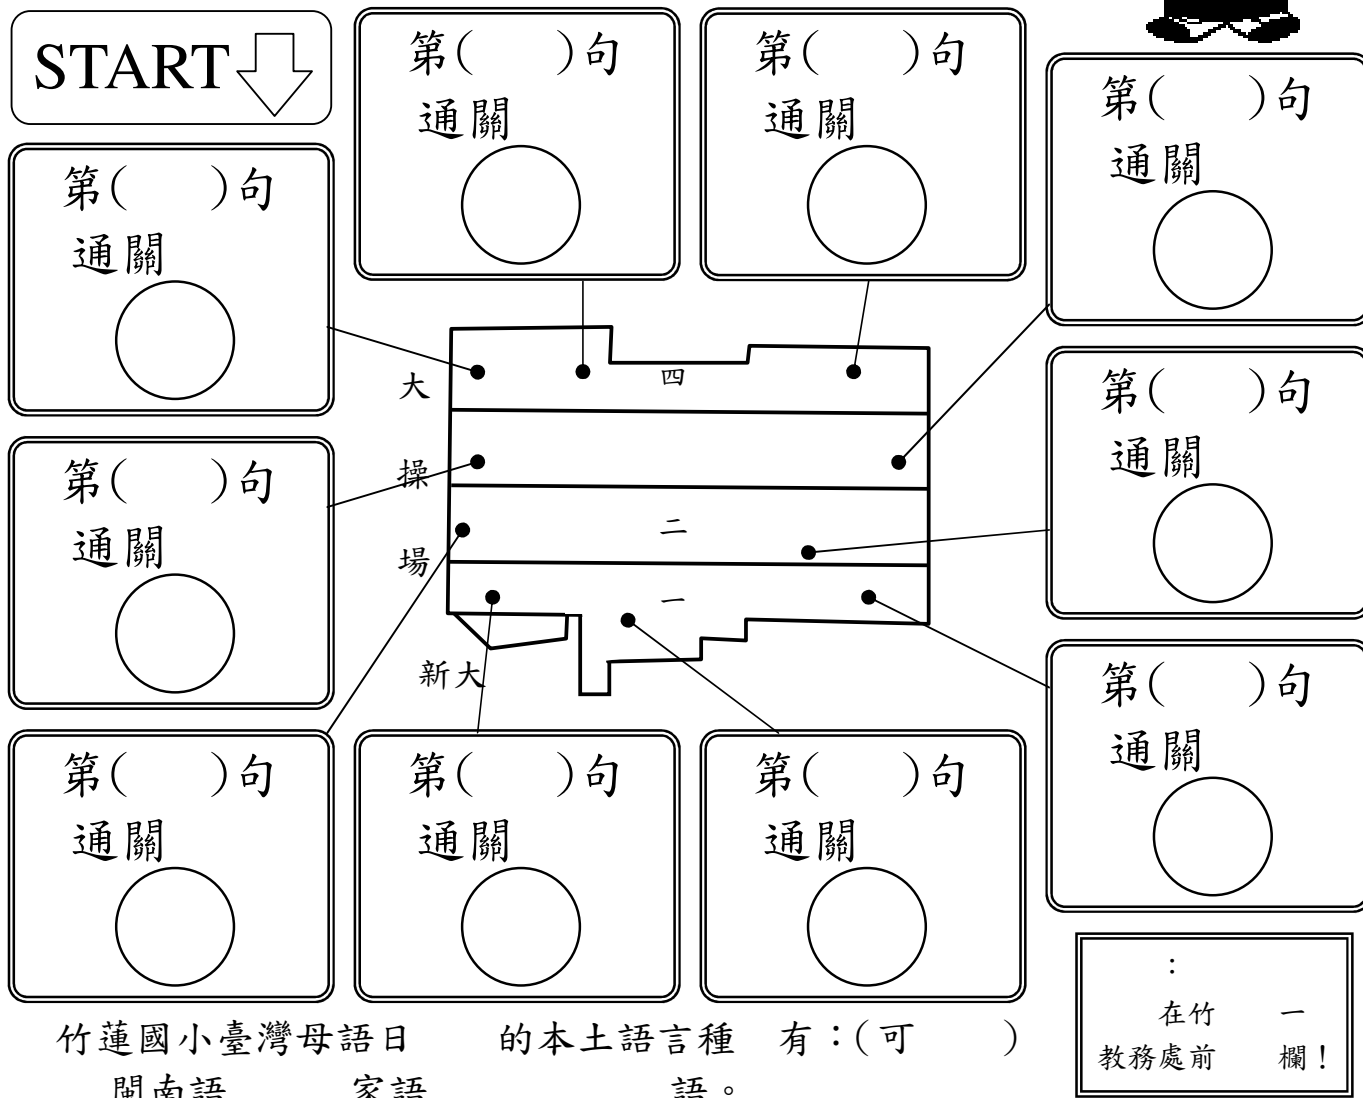 START
第(　　)句
通關
第(　　)句
通關
第(　　)句
通關
第(　　)句
通關
第(　　)句
通關
第(　　)句
通關
第(　　)句
通關
大
操
場
四
二
一
新大
第(　　)句
通關
第(　　)句
通關
第(　　)句
通關
：
在竹　　一
教務處前　　欄！
竹蓮國小臺灣母語日　　的本土語言種　有：(可　　)
閩南語　　　家語　　　　　　語。